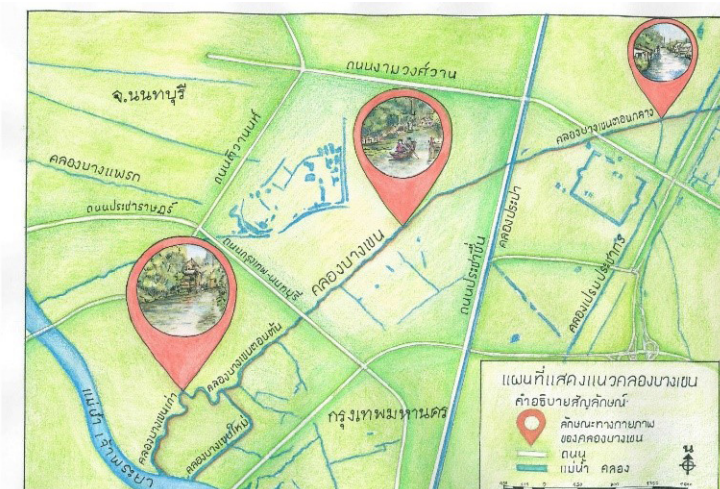 ถนนงามวงศ์วาน
จ.นนทบุรี
ถนนติวานนท์
คลองบางแพรก
ถนนประชาราษฎร์
ถนนกรุงเทพ-นนทบุรี
คลองบางเขน
คลองบางเขนตอนกลาง
คลองประปา
ถนนประชาชื่น
คลองเปรมประชากร
คลองบางเขนตอนต้น
คลองบางเขนเก่า
คลองบางเขนใหม่
แม่น้ำเจ้าพระยา
กรุงเทพมหานคร
แผนที่แสดงแนวคลองบางเขน
คำอธิบายสัญลักษณ์
ลักษณะทางกายภาพ
ของคลองบางเขน
ถนน
แม่น้ำ คลอง
น